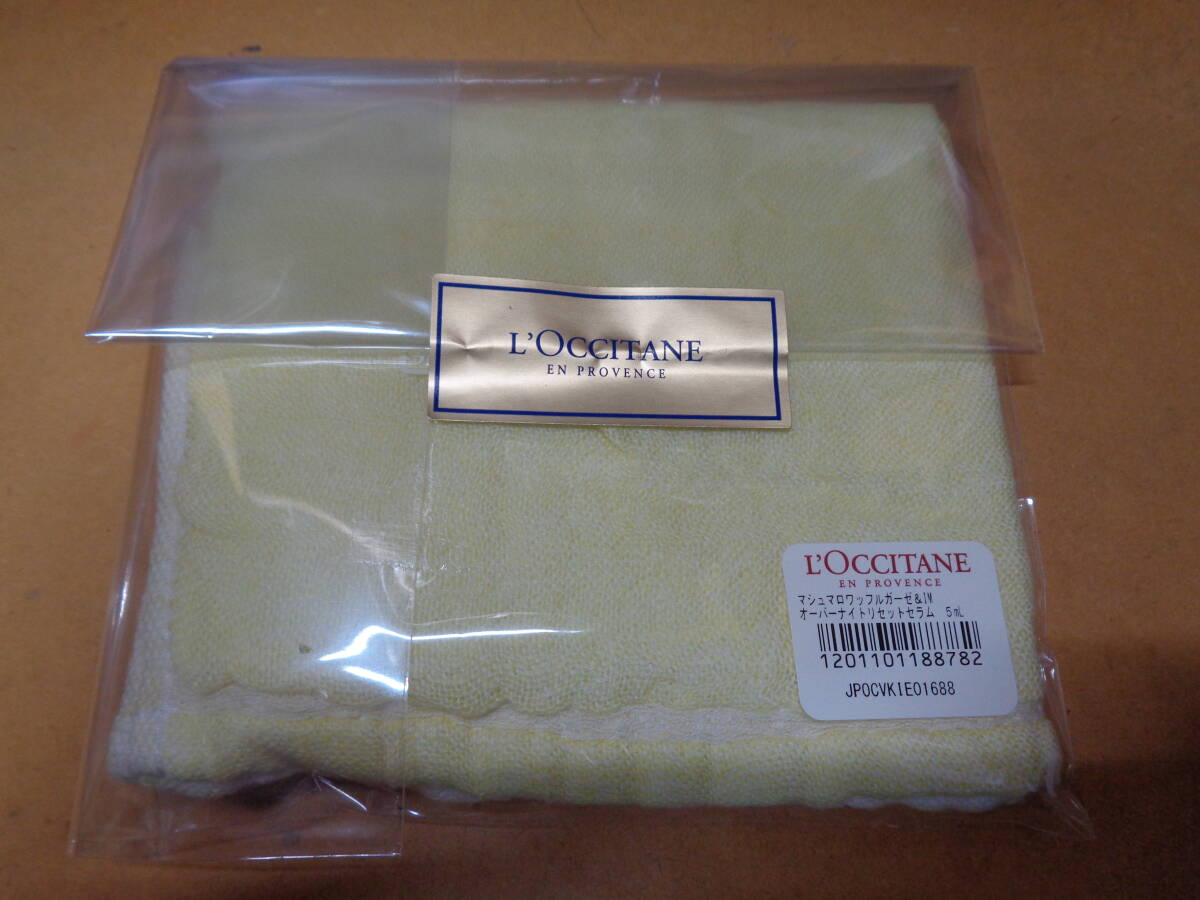 L'OCCITANE
EN PROVENCE
L'OCCITANE
EN PROVENCE
マシュマロワッフルガーゼ&IM
オーバーナイトリセットセラム 5mL
1201101188782
JPOCVKIE01688